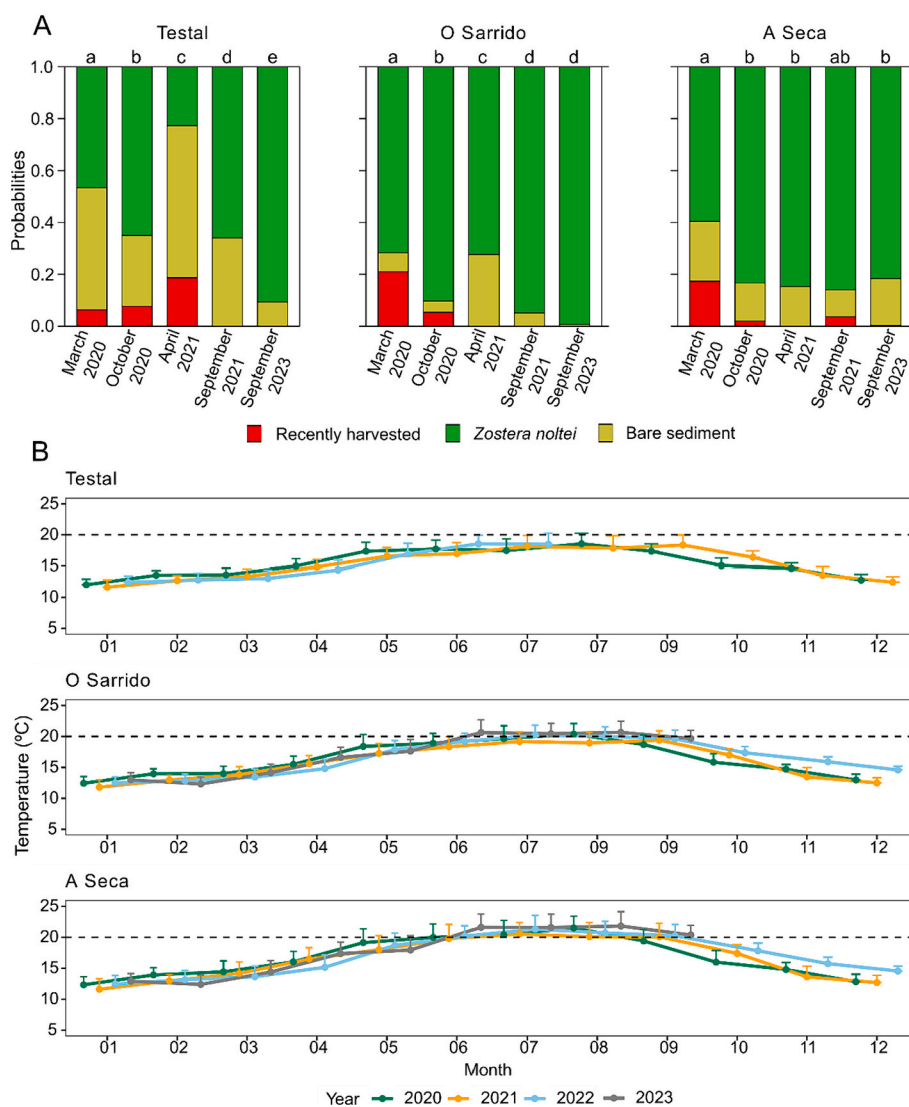 A
Testal
O Sarrido
A Seca
a b c d e
a b c d d
a b b ab b
1.0
0.8
0.6
0.4
0.2
0.0
Probabilities
March 2020
October 2020
April 2021
September 2021
September 2023
March 2020
October 2020
April 2021
September 2021
September 2023
March 2020
October 2020
April 2021
September 2021
September 2023
Recently harvested Zostera noltei Bare sediment
B
Testal
25
20
15
10
5
01 02 03 04 05 06 07 09 09 10 11 12
O Sarrido
25
20
15
10
5
01 02 03 04 05 06 07 09 09 10 11 12
Temperature (ºC)
A Seca
25
20
15
10
5
01 02 03 04 05 06 07 08 09 10 11 12
Month
Year 2020 2021 2022 2023